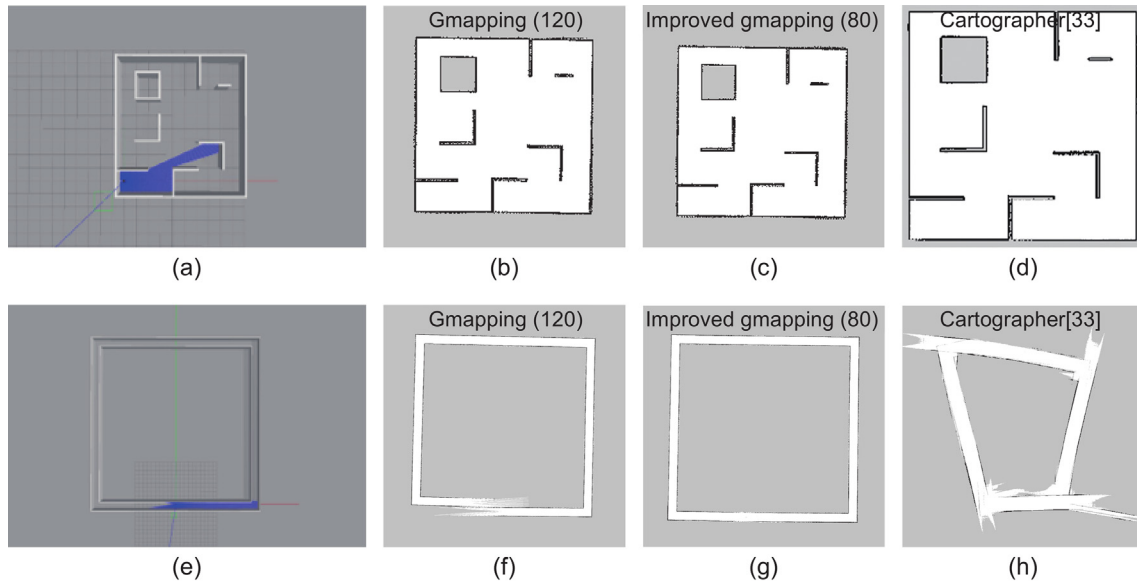 Gmapping (120)
Improved gmapping (80)
Cartographer[33]
(a)
(b)
(c)
(d)
Gmapping (120)
Improved gmapping (80)
Cartographer[33]
(e)
(f)
(g)
(h)